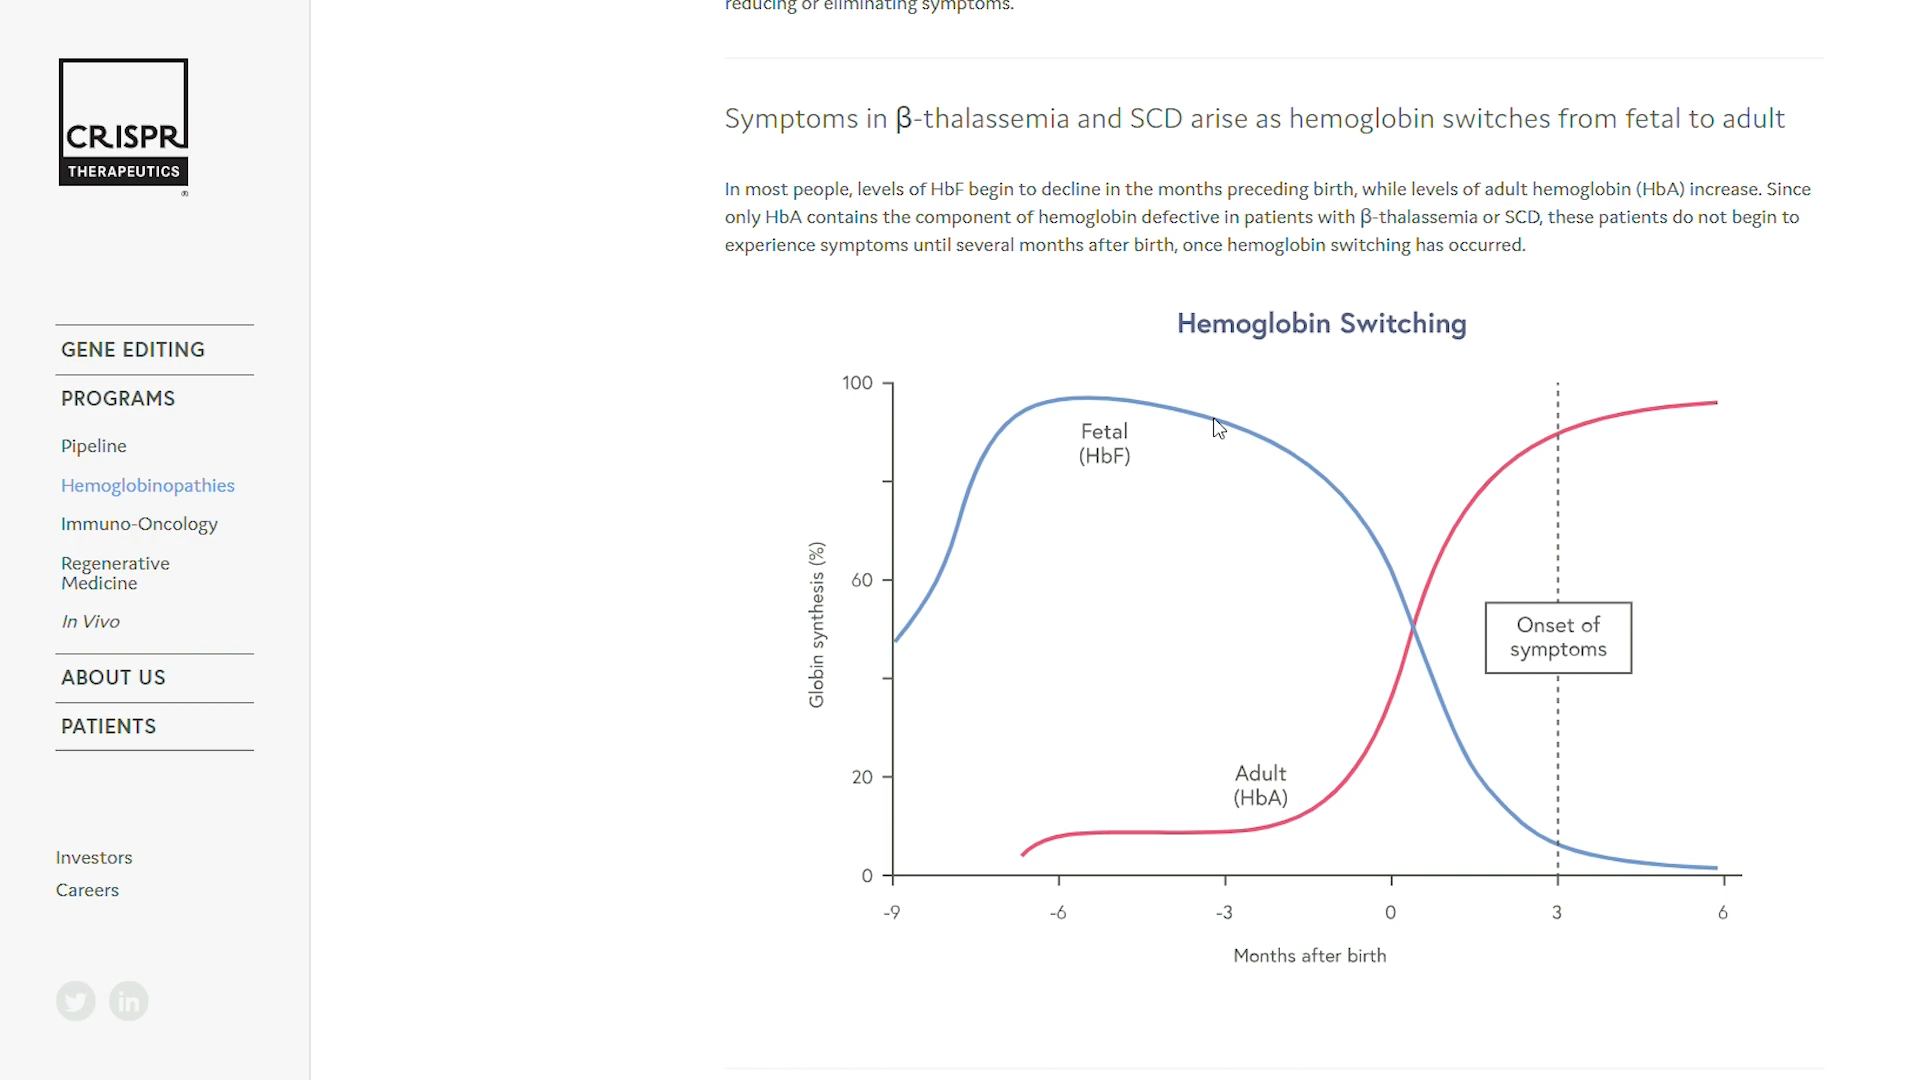 reducing or eliminating symptoms.
CRISPR
THERAPEUTICS
®
GENE EDITING
PROGRAMS
Pipeline
Hemoglobinopathies
Immuno-Oncology
Regenerative
Medicine
In Vivo
ABOUT US
PATIENTS
Investors
Careers
in
Symptoms in β-thalassemia and SCD arise as hemoglobin switches from fetal to adult
In most people, levels of HbF begin to decline in the months preceding birth, while levels of adult hemoglobin (HbA) increase. Since
only HbA contains the component of hemoglobin defective in patients with β-thalassemia or SCD, these patients do not begin to
experience symptoms until several months after birth, once hemoglobin switching has occurred.
Hemoglobin Switching
100
60
20
0
Globin synthesis (%)
Fetal
(HbF)
Adult
(HbA)
Onset of
symptoms
-9 -6 -3 0 3 6
Months after birth